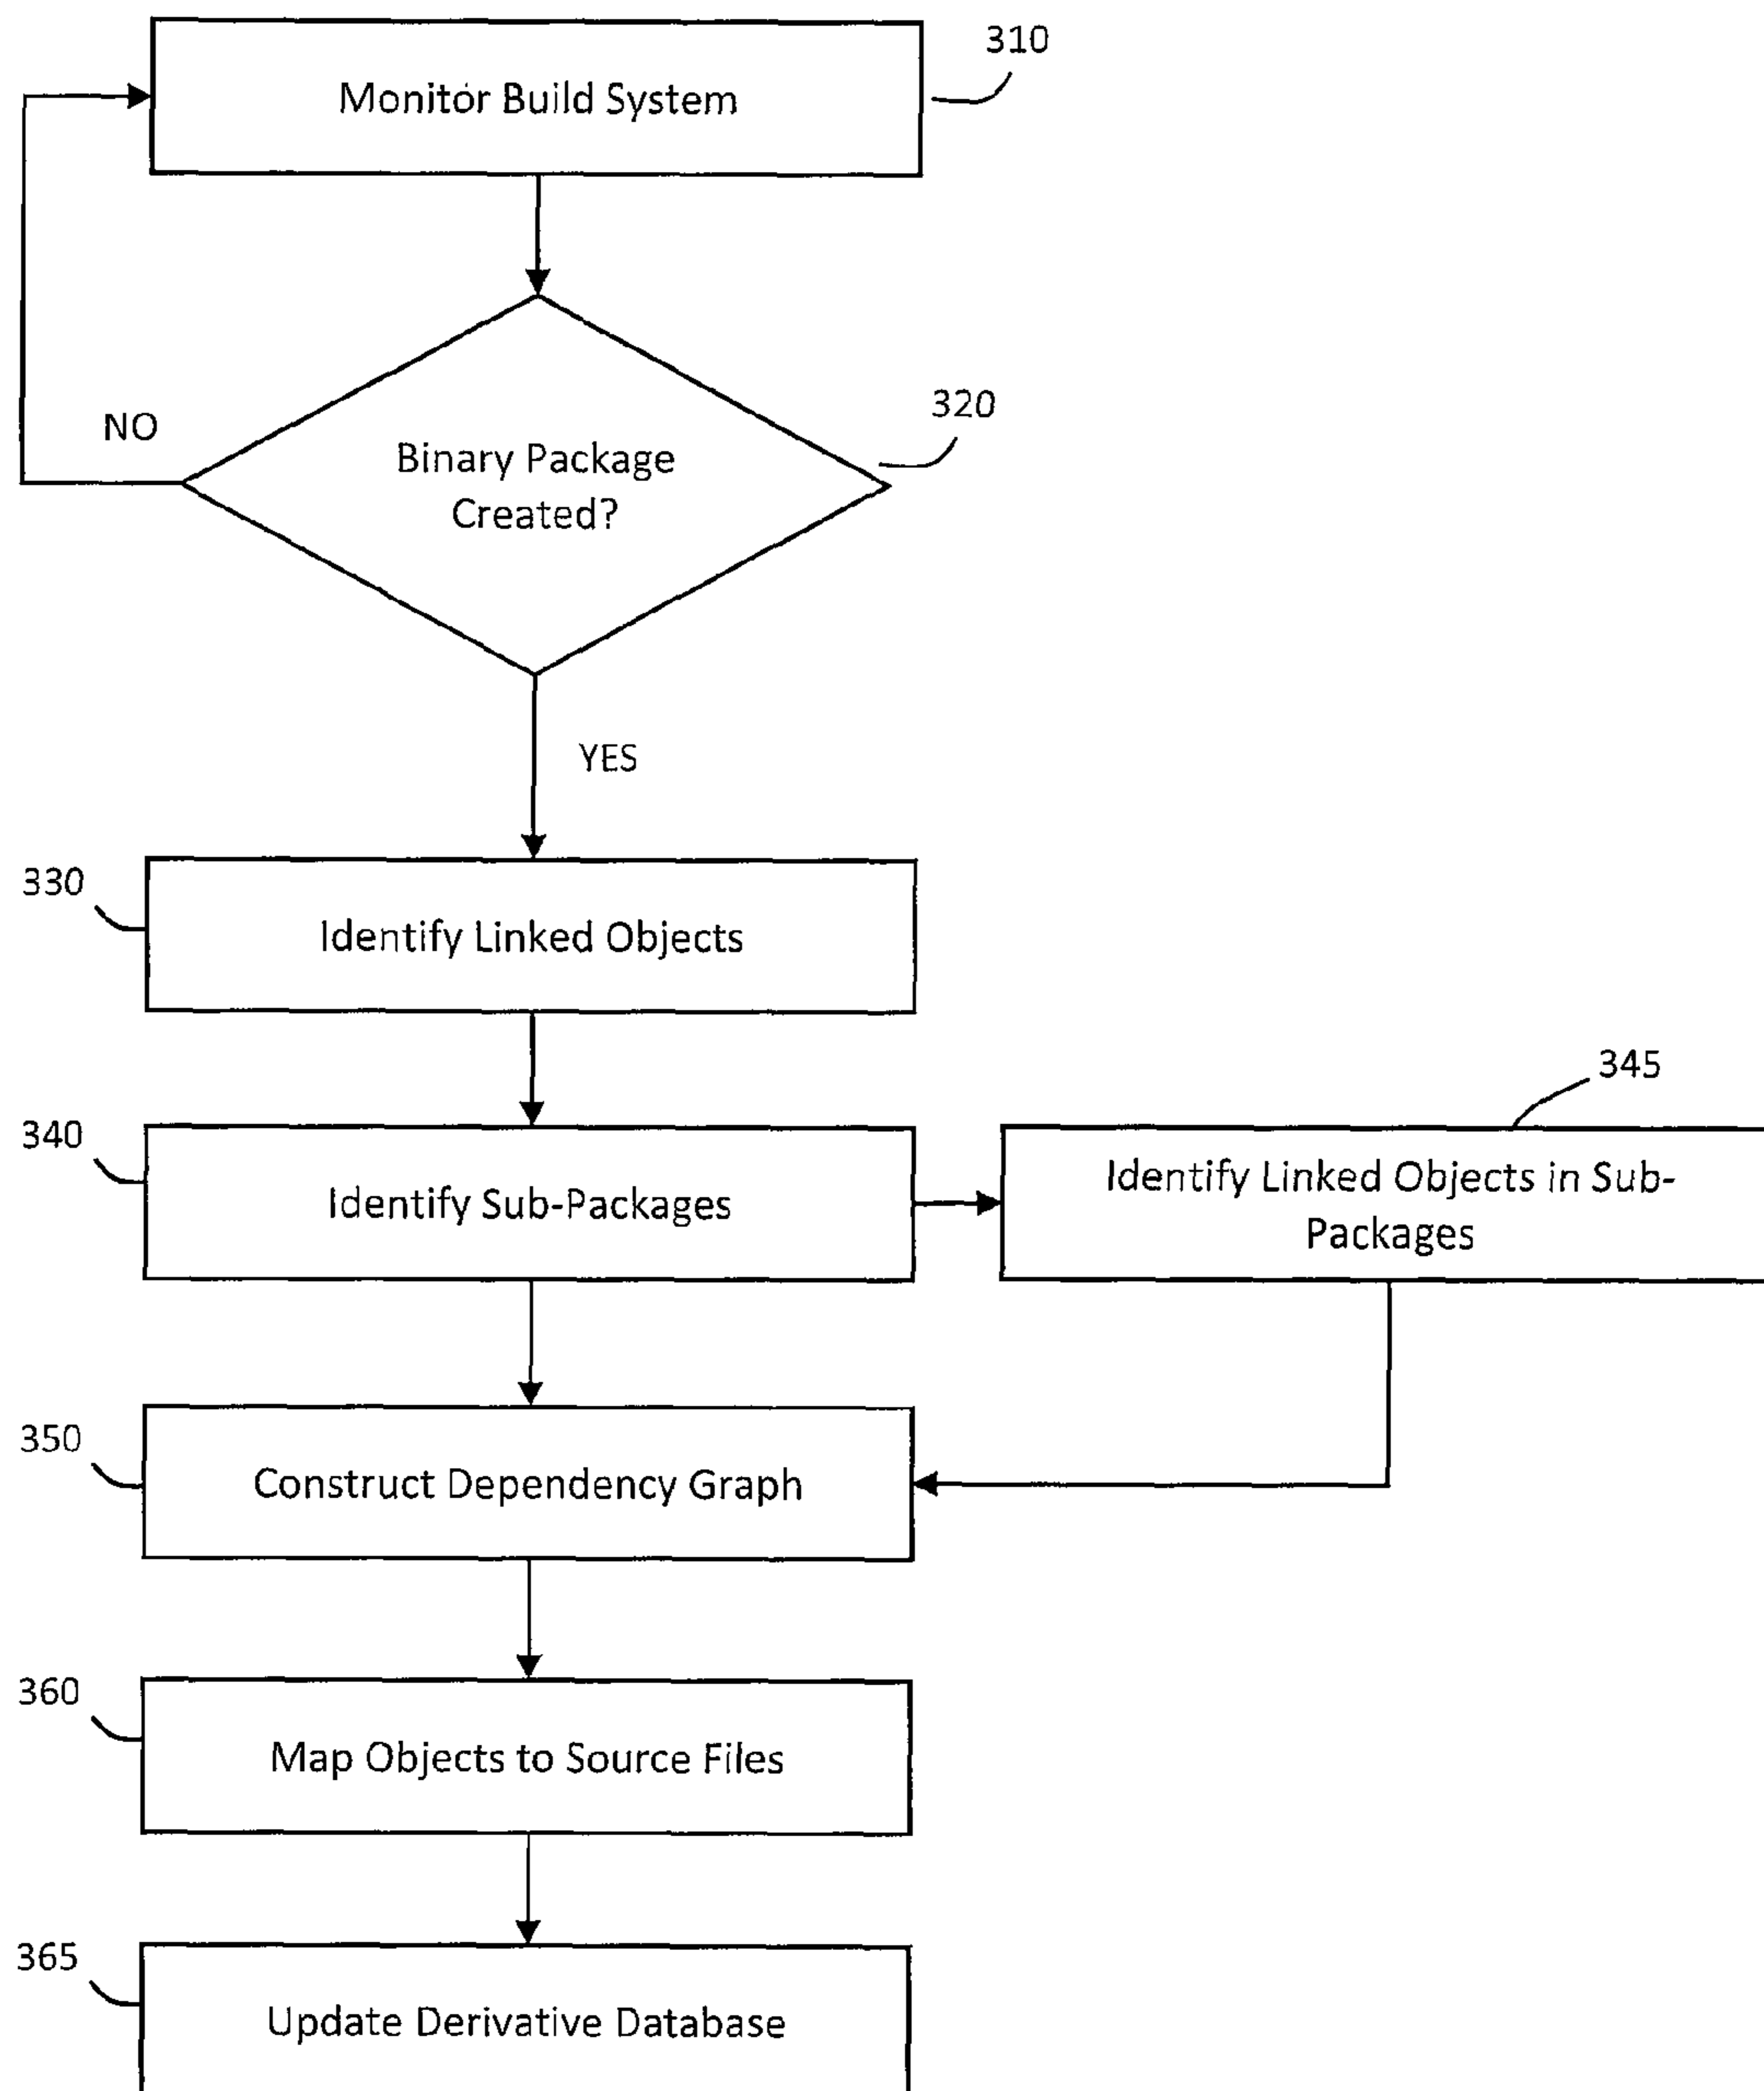 310
Monitor Build System
320
NO
Binary Package
Created?
YES
330
Identify Linked Objects
345
340
Identify Sub-Packages
Identify Linked Objects in Sub-
Packages
350
Construct Dependency Graph
360
Map Objects to Source Files
365
Update Derivative Database